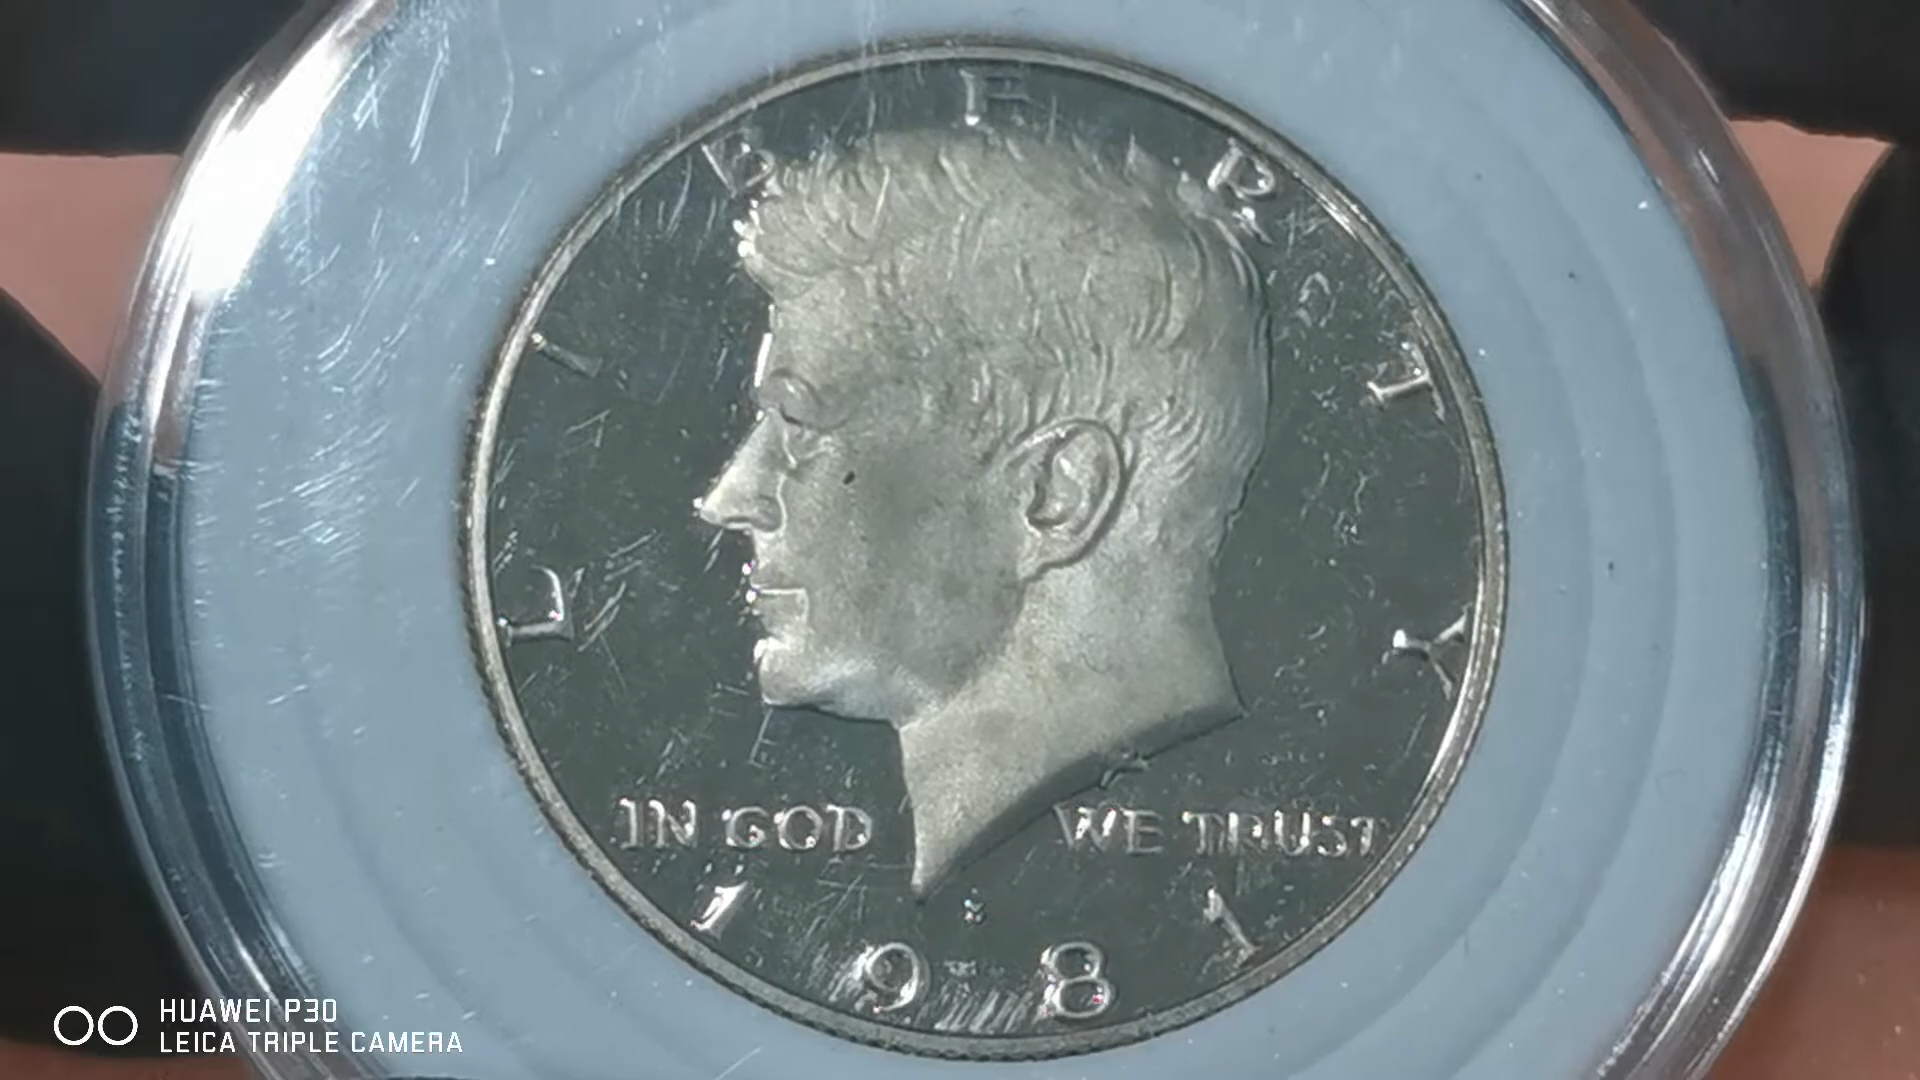 LIBERTY
IN GOD WE TRUST
S
1981
HUAWEI P30
LEICA TRIPLE CAMERA